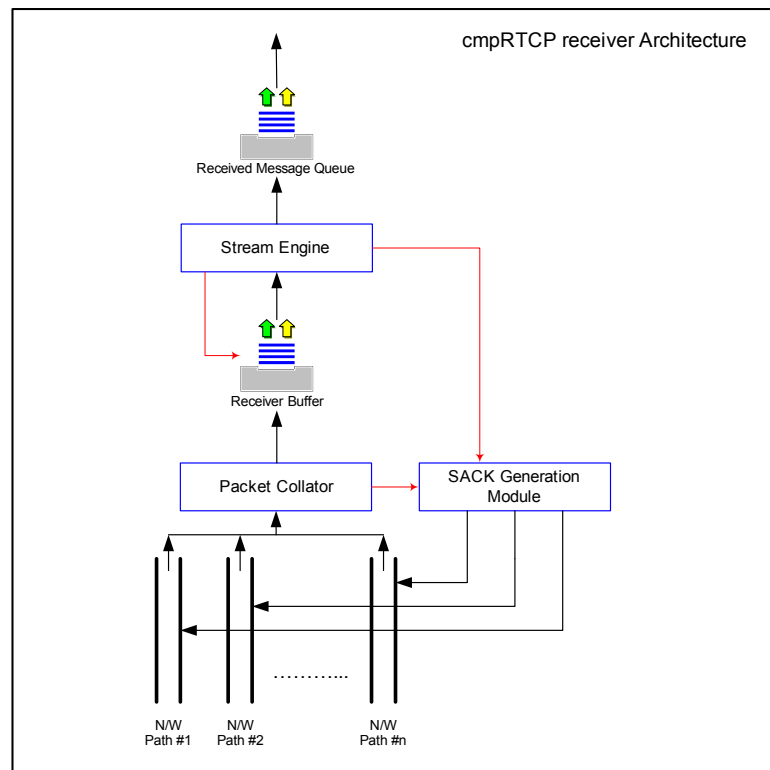 cmpRTCP receiver Architecture
Received Message Queue
Stream Engine
Receiver Buffer
Packet Collator
SACK Generation
Module
............
N/W
Path #1
N/W
Path #2
N/W
Path #n